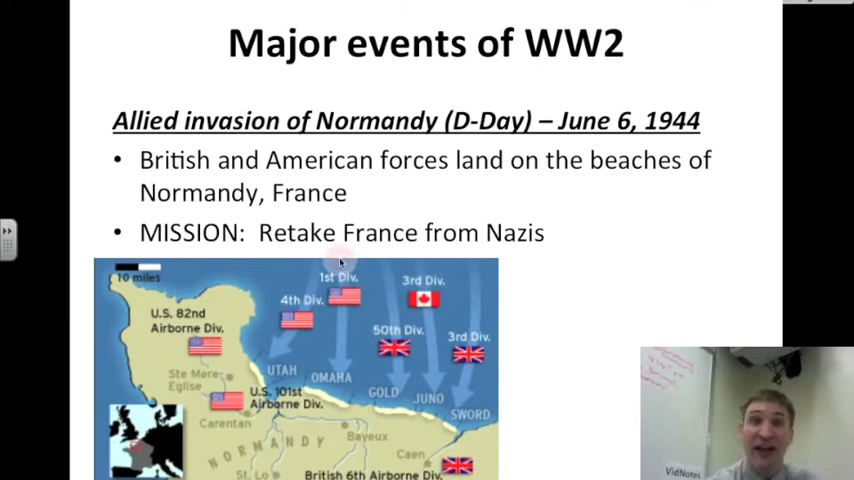 Major events of WW2
Allied invasion of Normandy (D-Day) – June 6, 1944
• British and American forces land on the beaches of
Normandy, France
• MISSION: Retake France from Nazis
10 miles
1st Div.
3rd Div.
4th Div.
U.S. 82nd
Airborne Div.
50th Div.
3rd Div.
Ste Mere-
Eglise
UTAH
OMAHA
GOLD
JUNO
SWORD
U.S. 101st
Airborne Div.
Carentan
NORMANDY
Bayeux
Caen
St. Lo
British 6th Airborne Div.
VidNotes